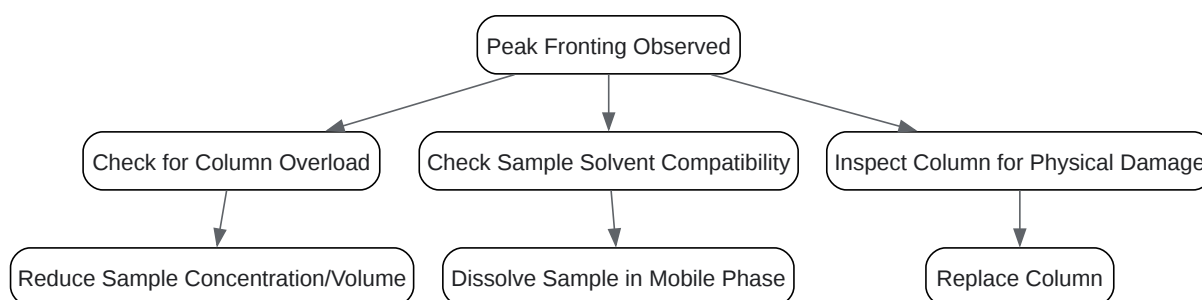 Peak Fronting Observed
Check for Column Overload
Check Sample Solvent Compatibility
Inspect Column for Physical Damage
Reduce Sample Concentration/Volume
Dissolve Sample in Mobile Phase
Replace Column